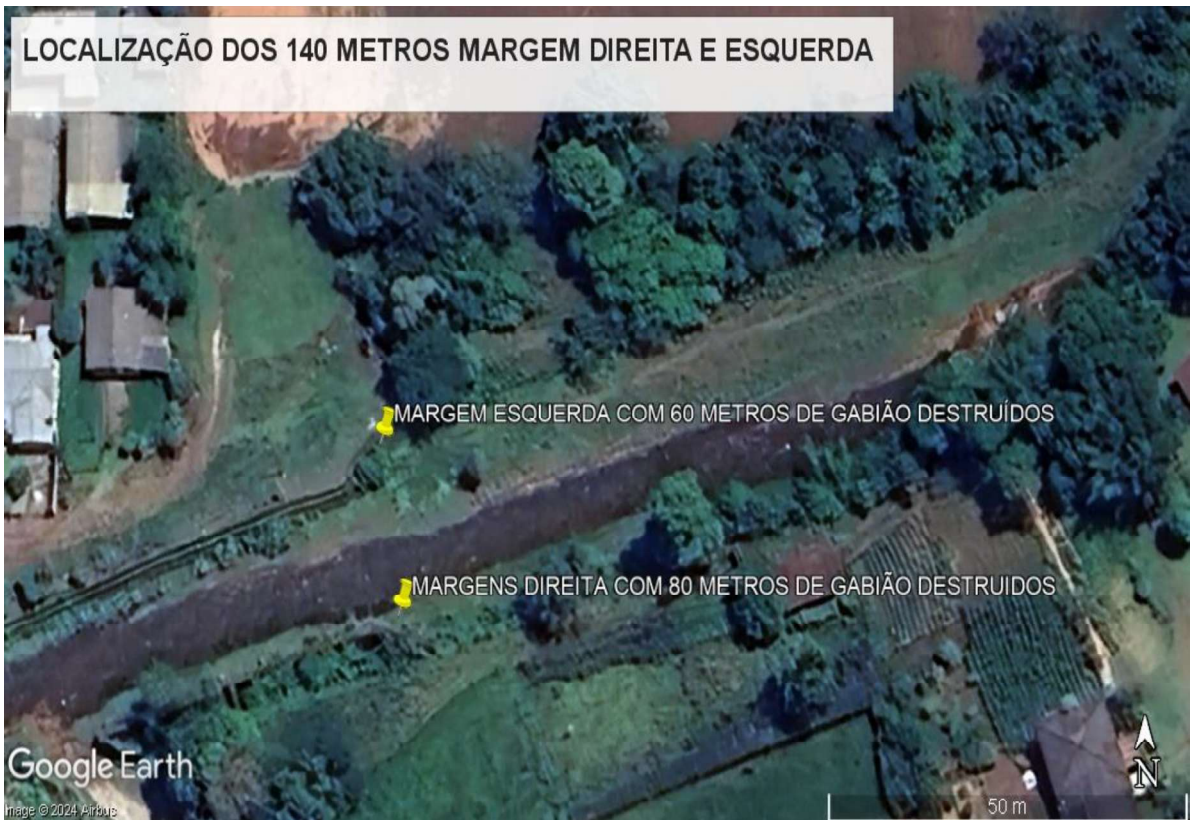 LOCALIZAÇÃO DOS 140 METROS MARGEM DIREITA E ESQUERDA
MARGEM ESQUERDA COM 60 METROS DE GABIÃO DESTRUÍDOS
MARGENS DIREITA COM 80 METROS DE GABIÃO DESTRUIDOS
Google Earth
N
mage © 2024 Airbus
50 m